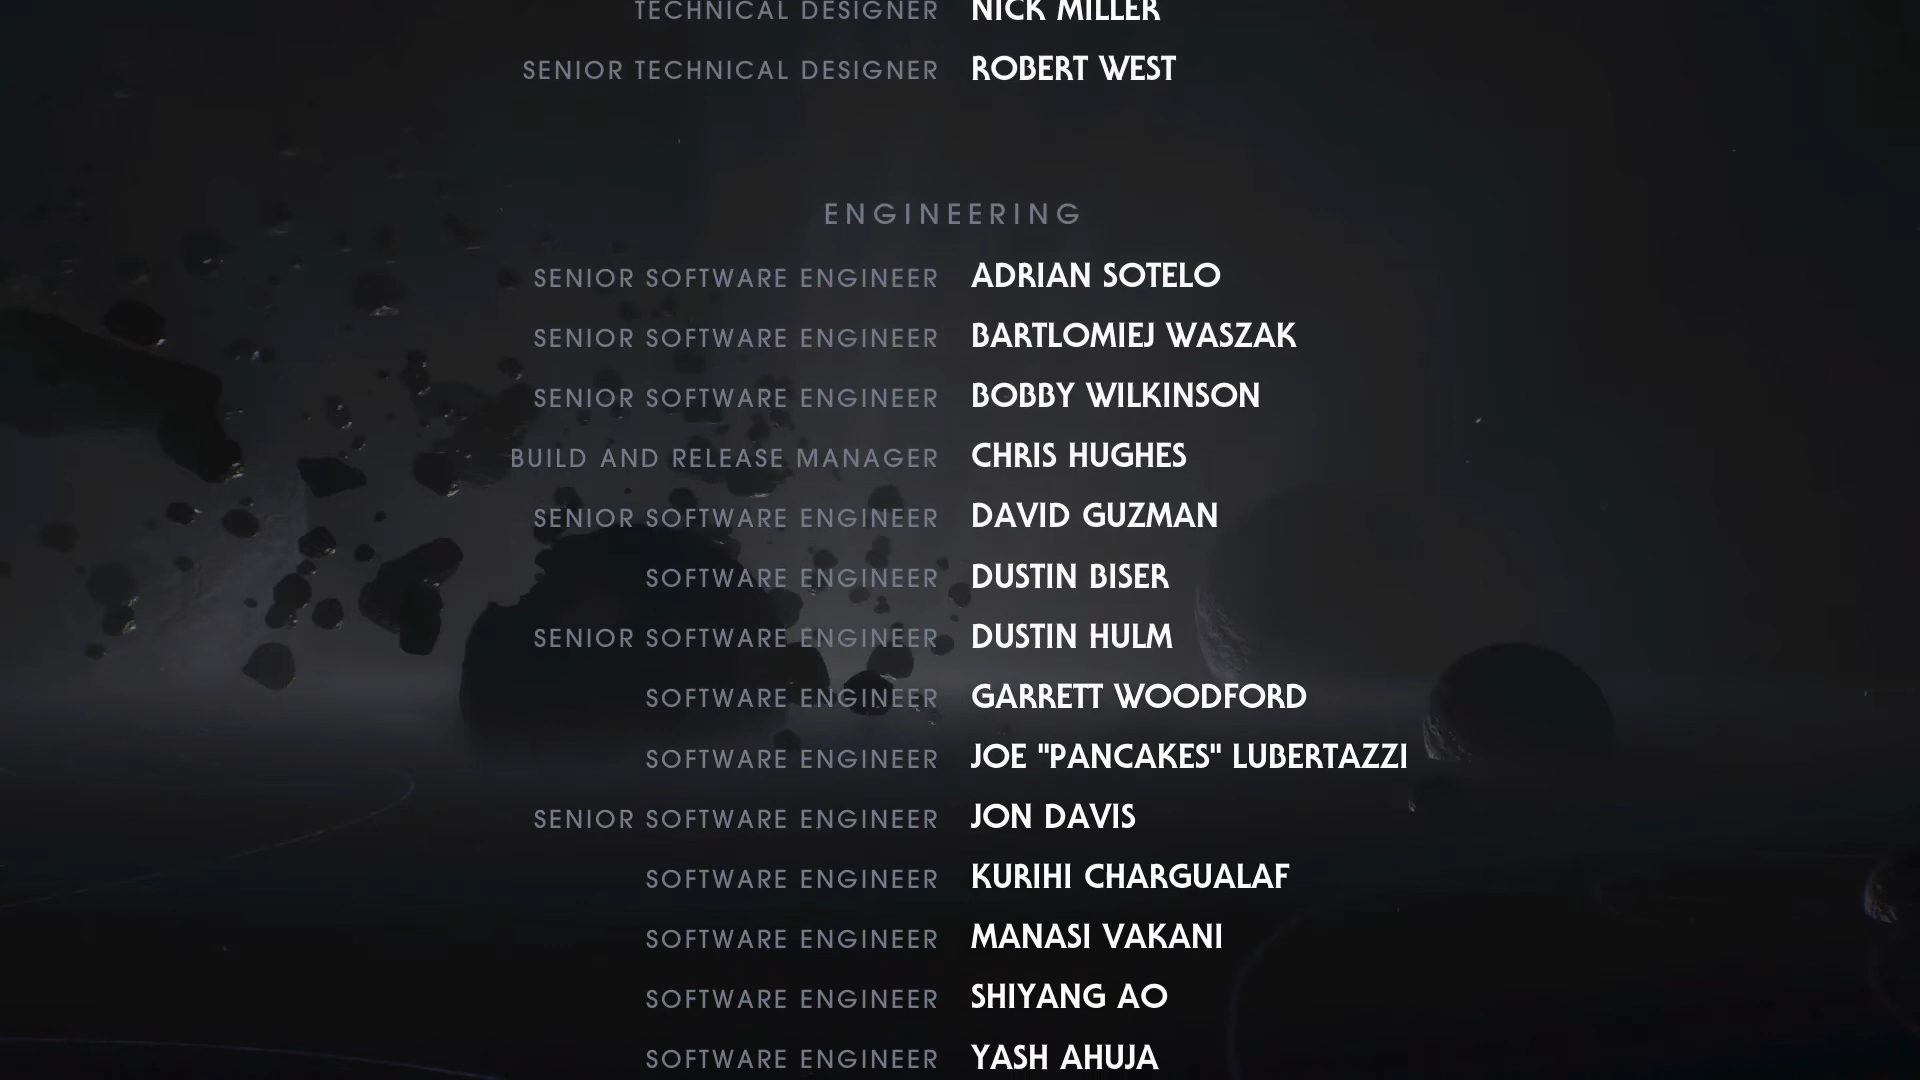 TECHNICAL DESIGNER NICK MILLER
SENIOR TECHNICAL DESIGNER ROBERT WEST
ENGINEERING
SENIOR SOFTWARE ENGINEER ADRIAN SOTELO
SENIOR SOFTWARE ENGINEER BARTLOMIEJ WASZAK
SENIOR SOFTWARE ENGINEER BOBBY WILKINSON
BUILD AND RELEASE MANAGER CHRIS HUGHES
SENIOR SOFTWARE ENGINEER DAVID GUZMAN
SOFTWARE ENGINEER DUSTIN BISER
SENIOR SOFTWARE ENGINEER DUSTIN HULM
SOFTWARE ENGINEER GARRETT WOODFORD
SOFTWARE ENGINEER JOE "PANCAKES" LUBERTAZZI
SENIOR SOFTWARE ENGINEER JON DAVIS
SOFTWARE ENGINEER KURIHI CHARGUALAF
SOFTWARE ENGINEER MANASI VAKANI
SOFTWARE ENGINEER SHIYANG AO
SOFTWARE ENGINEER YASH AHUJA